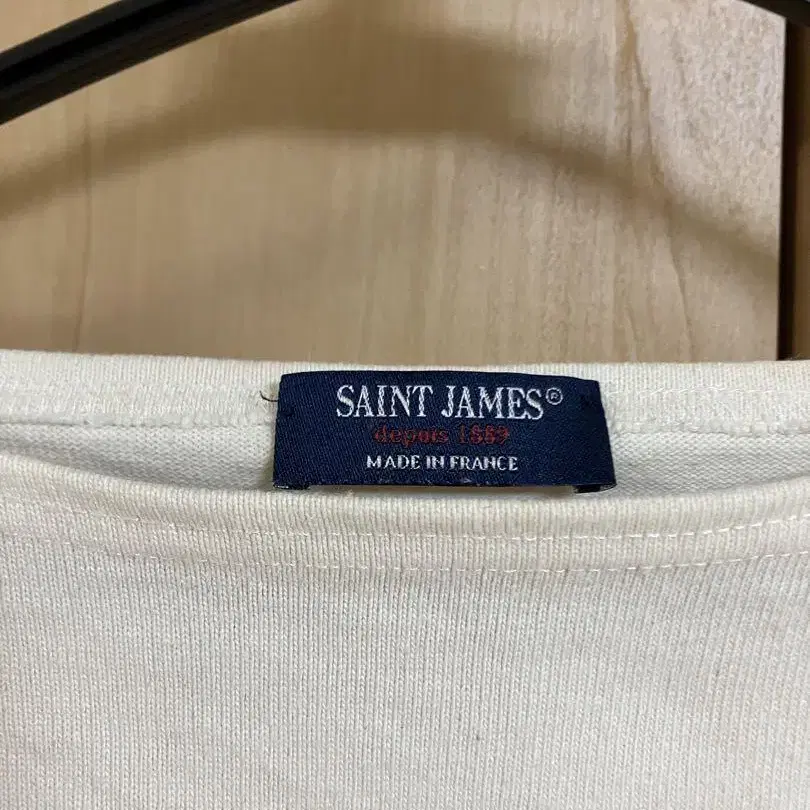 SAINT JAMES®
depuis 1889
MADE IN FRANCE